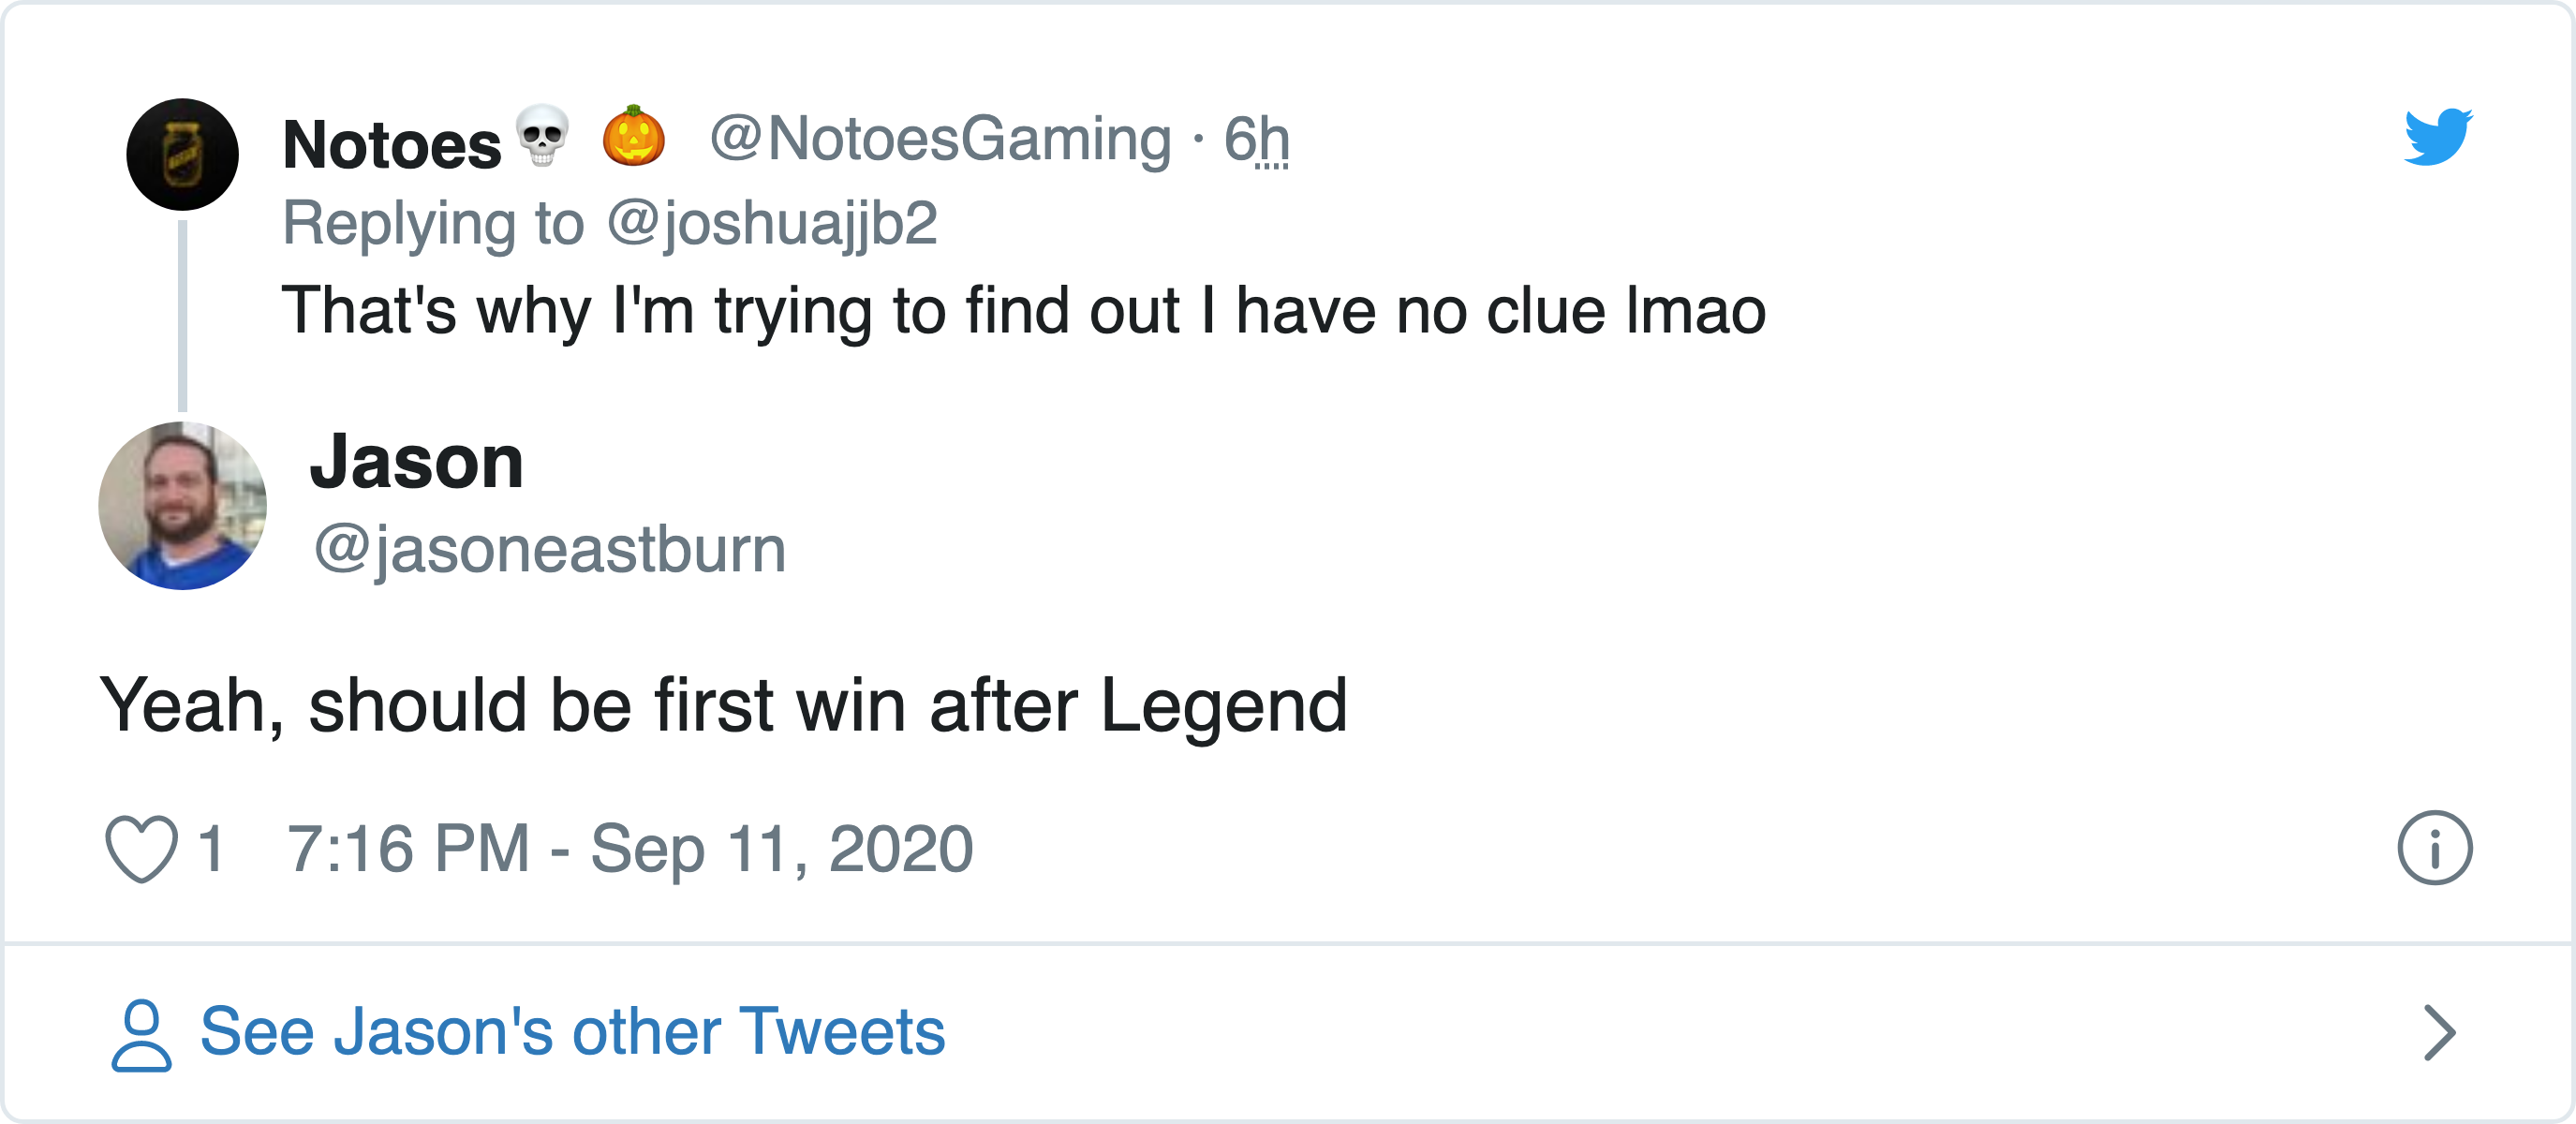 Notoes💀 🎃 @NotoesGaming · 6h
Replying to @joshuajjb2
That's why I'm trying to find out I have no clue lmao
Jason
@jasoneastburn
Yeah, should be first win after Legend
1 7:16 PM - Sep 11, 2020
See Jason's other Tweets